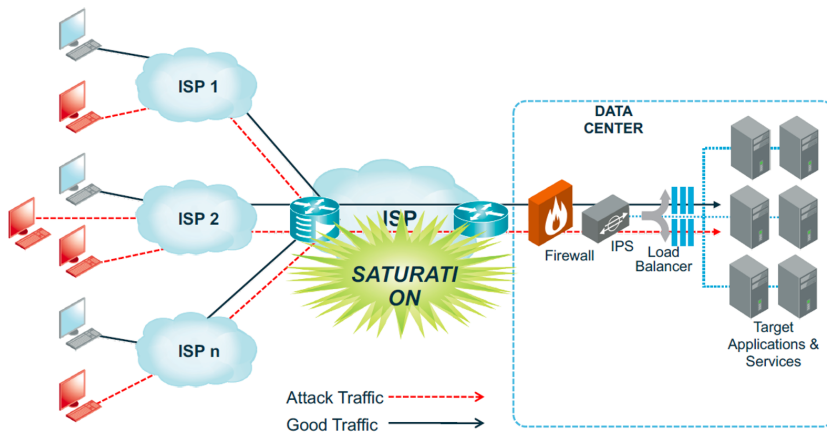 ISP 1
ISP 2
ISP n
ISP
SATURATI
ON
DATA
CENTER
Firewall
IPS
Load
Balancer
Target
Applications &
Services
Attack Traffic
Good Traffic